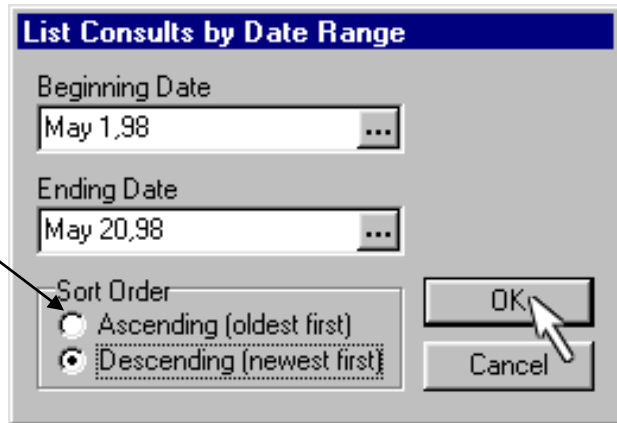 List Consults by Date Range
Beginning Date
May 1,98
...
Ending Date
May 20,98
...
Sort Order
Ascending (oldest first)
Descending (newest first)
OK
Cancel